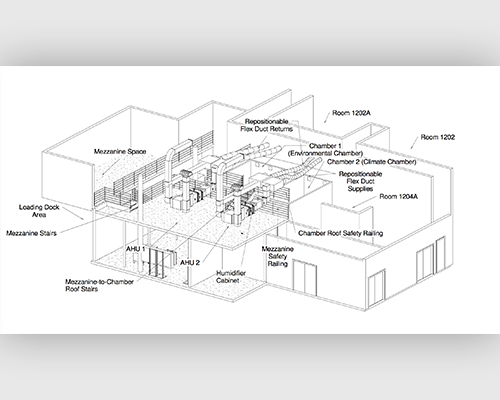 Room 1202A
Repositionable
Flex Duct Returns
Room 1202
Chamber 1
(Environmental Chamber)
Mezzanine Space
Chamber 2 (Climate Chamber)
Repositionable
Flex Duct
Supplies
Room 1204A
Loading Dock
Area
Mezzanine Stairs
Chamber Roof Safety Railing
AHU 1
AHU 2
Mezzanine
Safety
Railing
Humidifier
Cabinet
Mezzanine-to-Chamber
Roof Stairs